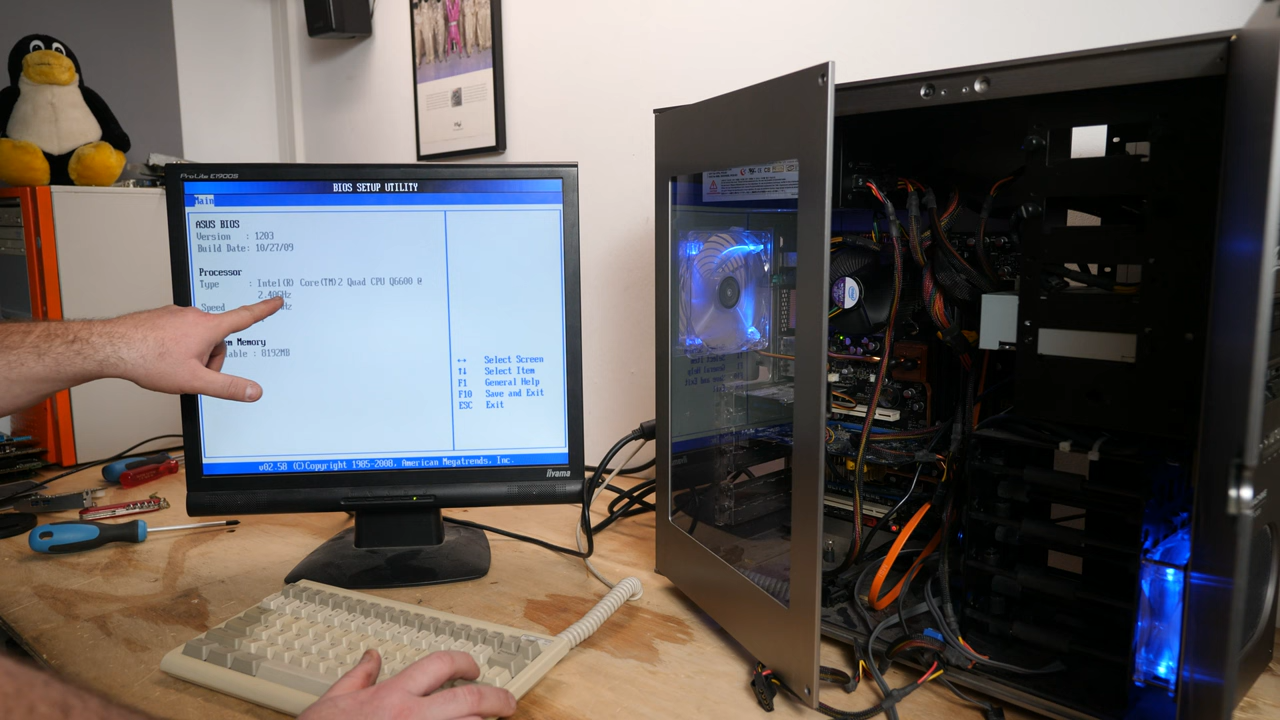 ProLite E1900S
BIOS SETUP UTILITY
Main
ASUS BIOS
Version : 1203
Build Date: 10/27/09
Processor
Type : Intel(R) Core(TM)2 Quad CPU Q6600 @
2.40GHz
Speed
Memory
8192MB
↔ Select Screen
↑↓ Select Item
F1 General Help
F10 Save and Exit
ESC Exit
v02.58 (C)Copyright 1985-2008, American Megatrends, Inc.
iiyama
intel